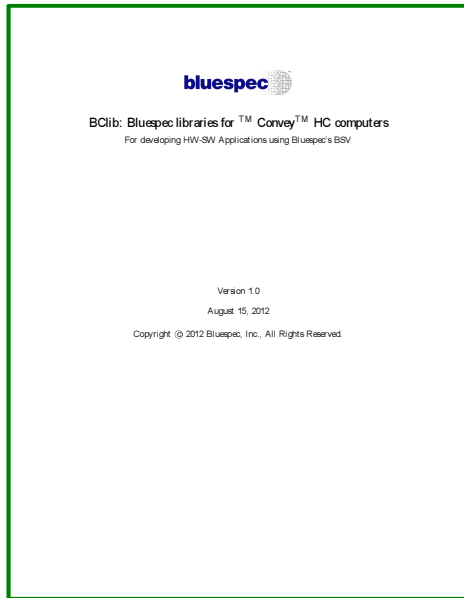 bluespec
BClib: Bluespec libraries for ™ Convey™ HC computers
For developing HW-SW Applications using Bluespec's BSV
Version 1.0
August 15, 2012
Copyright © 2012 Bluespec, Inc., All Rights Reserved.